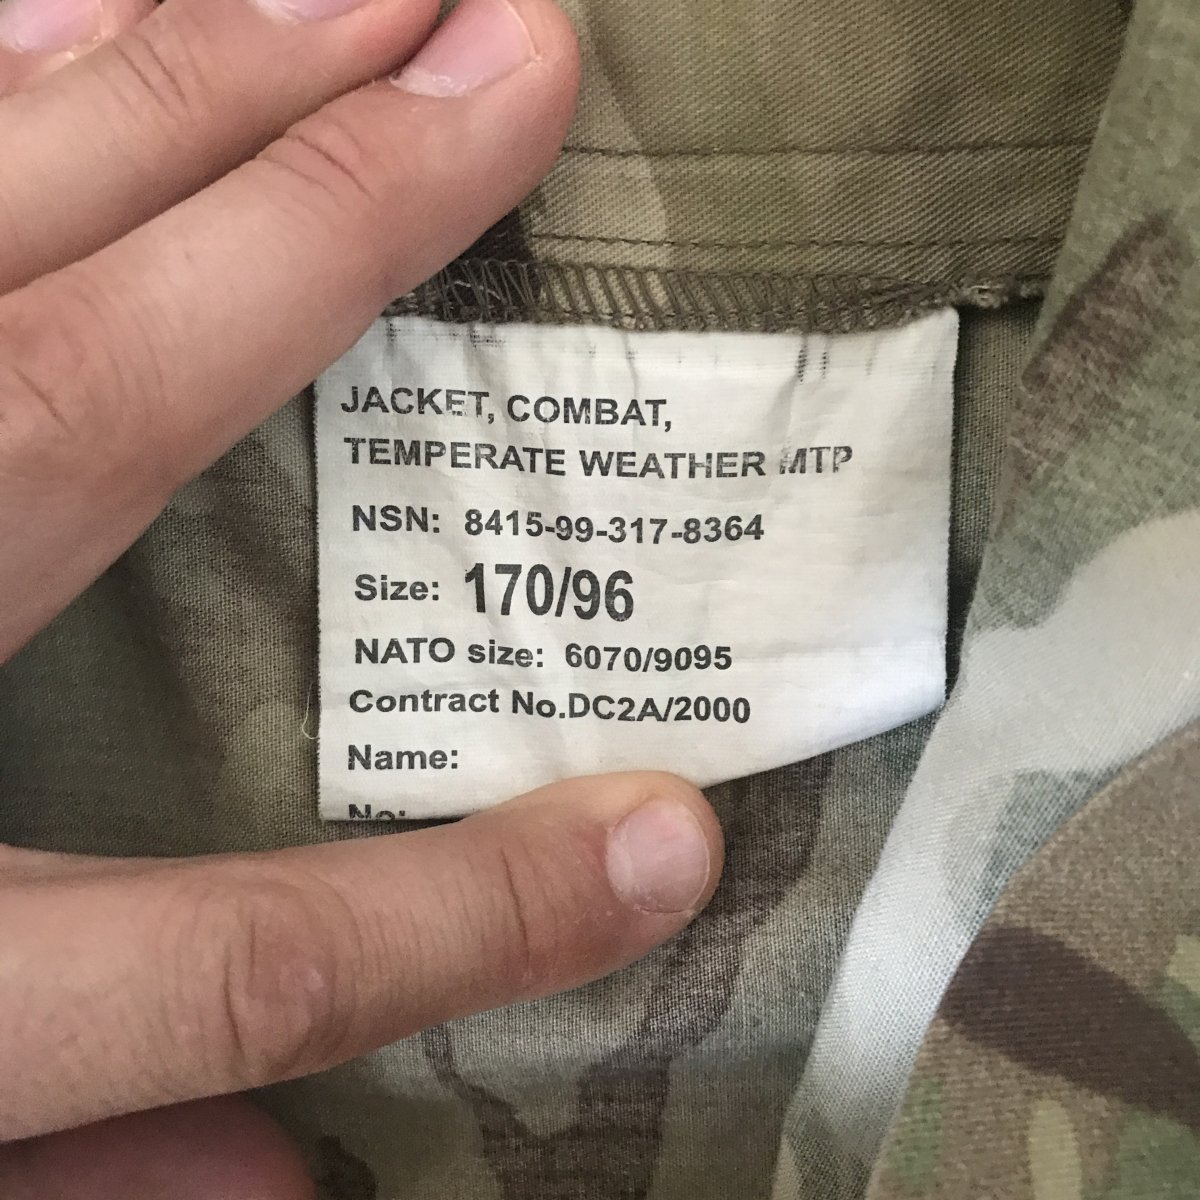 JACKET, COMBAT,
TEMPERATE WEATHER MTP
NSN: 8415-99-317-8364
Size: 170/96
NATO size: 6070/9095
Contract No.DC2A/2000
Name:
No: